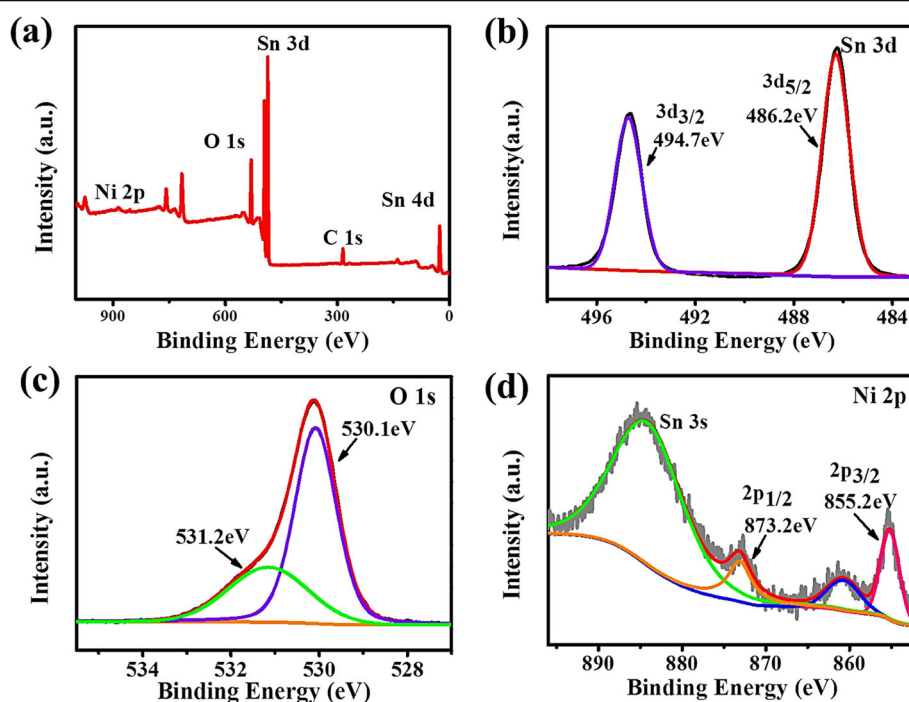 (a)
Sn 3d
O 1s
Ni 2p
Sn 4d
C 1s
Intensity (a.u.)
900
600
300
0
Binding Energy (eV)
(b)
Sn 3d
3d5/2
486.2eV
3d3/2
494.7eV
Intensity(a.u.)
496
492
488
484
Binding Energy (eV)
(c)
O 1s
530.1eV
531.2eV
Intensity (a.u.)
534
531
530
527
Binding Energy (eV)
(d)
Ni 2p
Sn 3s
2p3/2
855.2eV
2p1/2
873.2eV
Intensity (a.u.)
890
880
870
860
Binding Energy (eV)